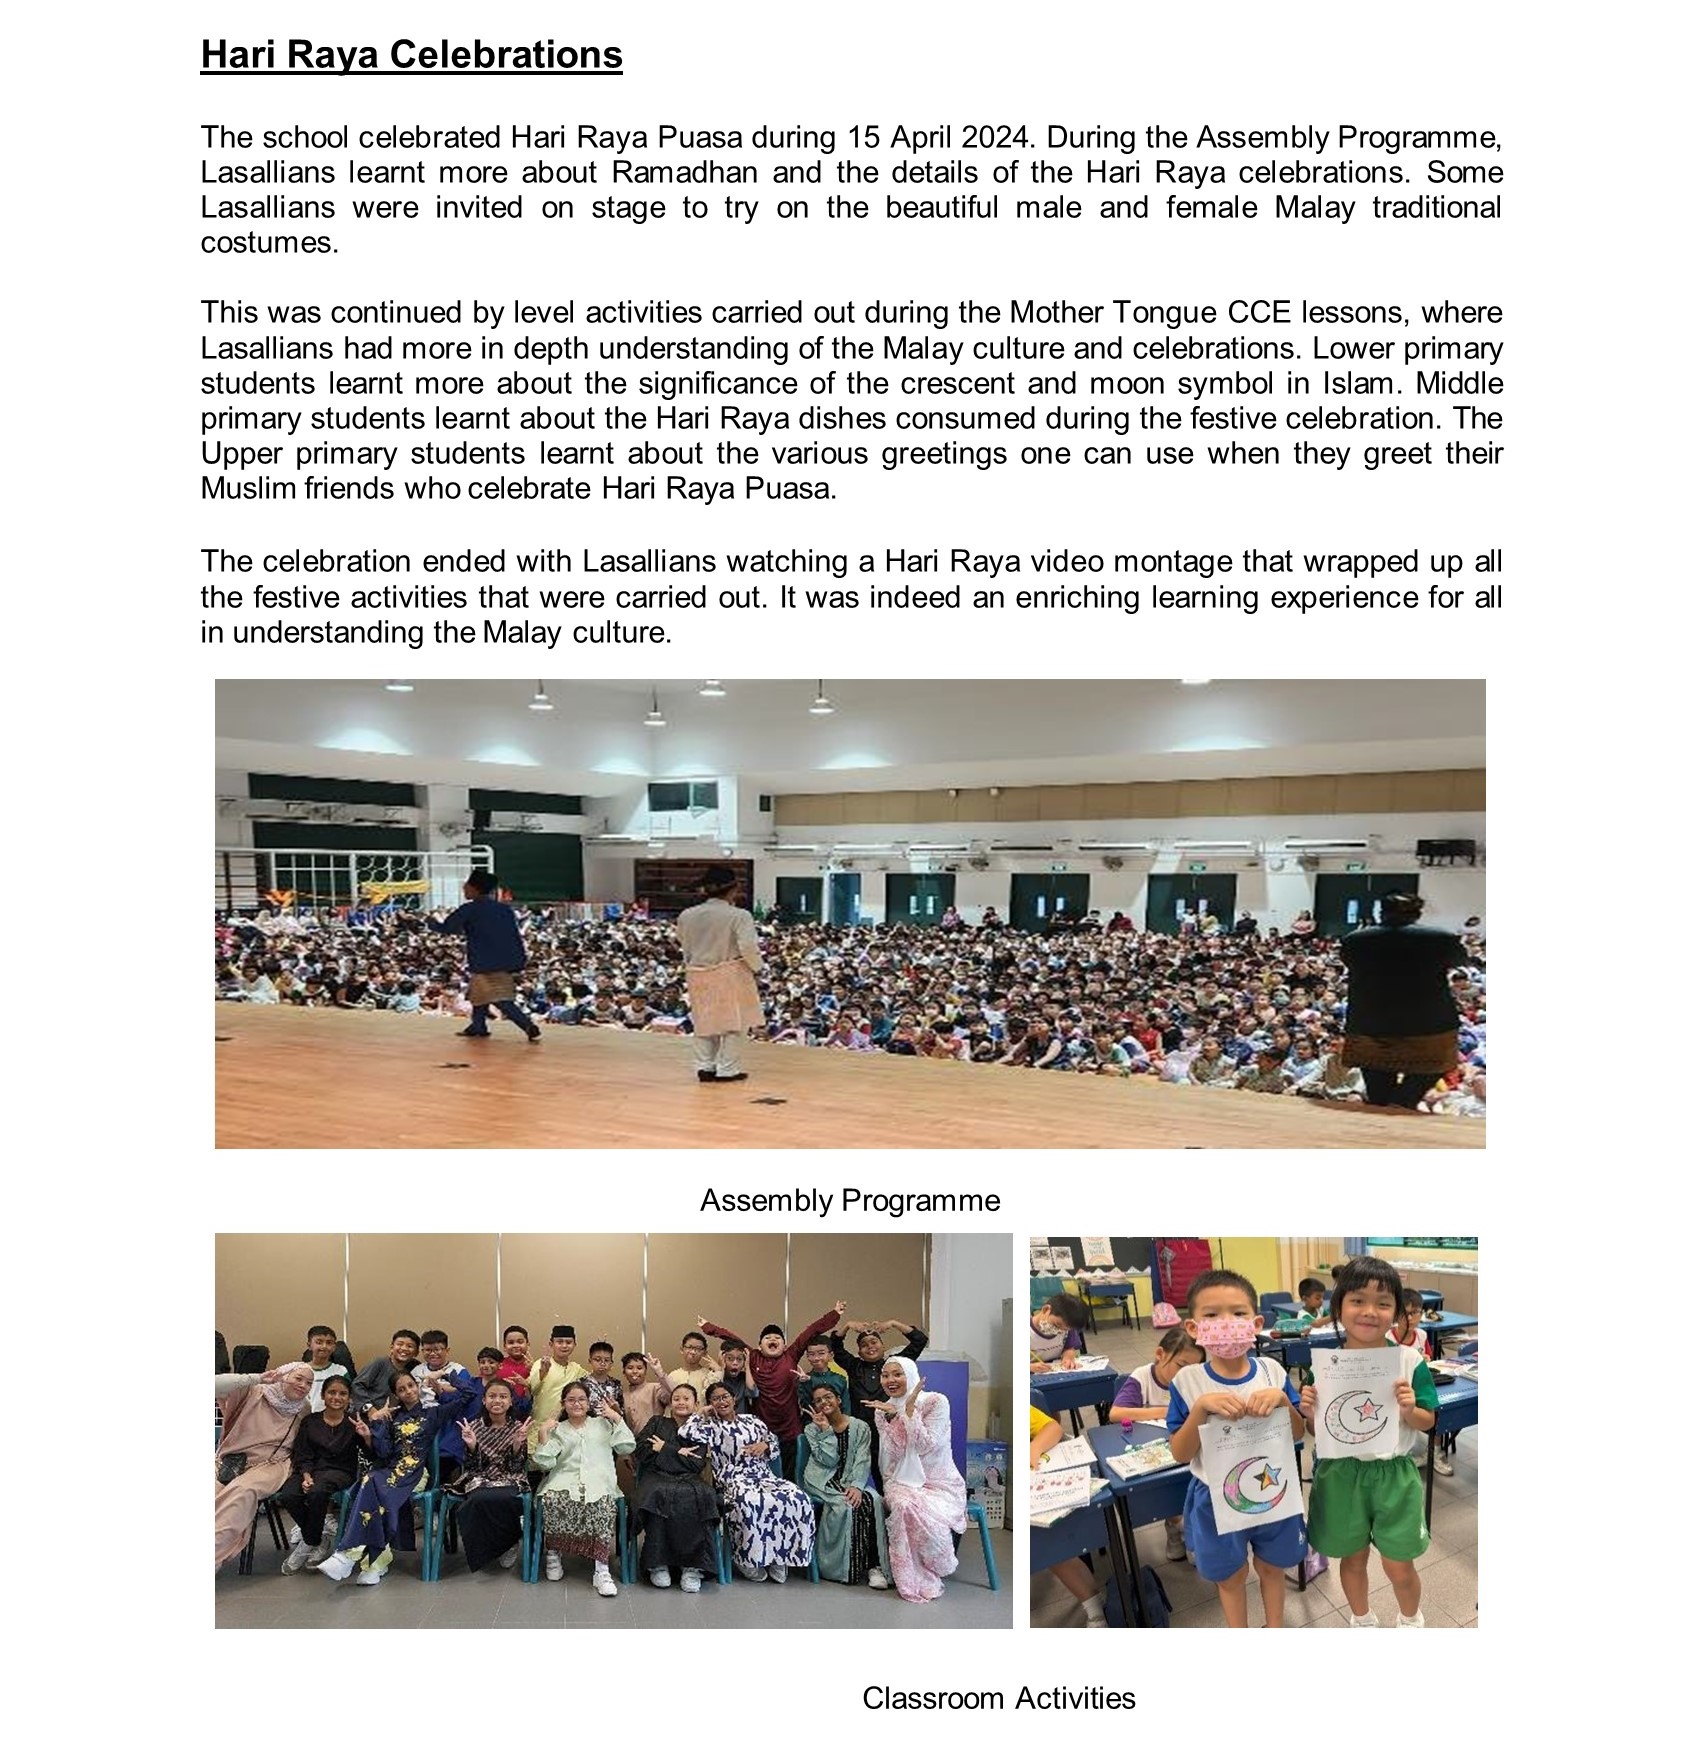 Hari Raya Celebrations
The school celebrated Hari Raya Puasa during 15 April 2024. During the Assembly Programme,
Lasallians learnt more about Ramadhan and the details of the Hari Raya celebrations. Some
Lasallians were invited on stage to try on the beautiful male and female Malay traditional
costumes.
This was continued by level activities carried out during the Mother Tongue CCE lessons, where
Lasallians had more in depth understanding of the Malay culture and celebrations. Lower primary
students learnt more about the significance of the crescent and moon symbol in Islam. Middle
primary students learnt about the Hari Raya dishes consumed during the festive celebration. The
Upper primary students learnt about the various greetings one can use when they greet their
Muslim friends who celebrate Hari Raya Puasa.
The celebration ended with Lasallians watching a Hari Raya video montage that wrapped up all
the festive activities that were carried out. It was indeed an enriching learning experience for all
in understanding the Malay culture.
Assembly Programme
Classroom Activities